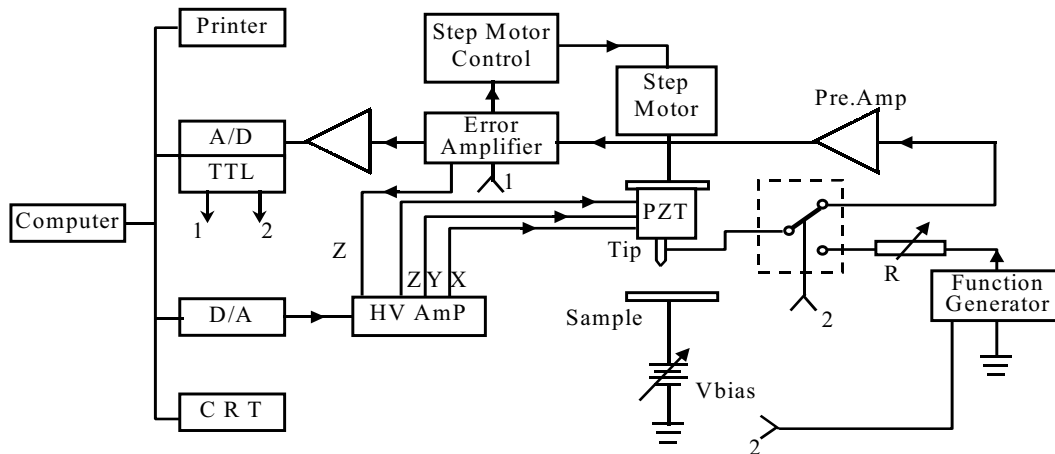 Printer
Step Motor
Control
Step
Motor
Pre.Amp
A/D
TTL
Error
Amplifier
1
1
2
Computer
PZT
Z
Tip
Z Y X
R
Function
Generator
D/A
HV AmP
Sample
2
Vbias
C R T
2